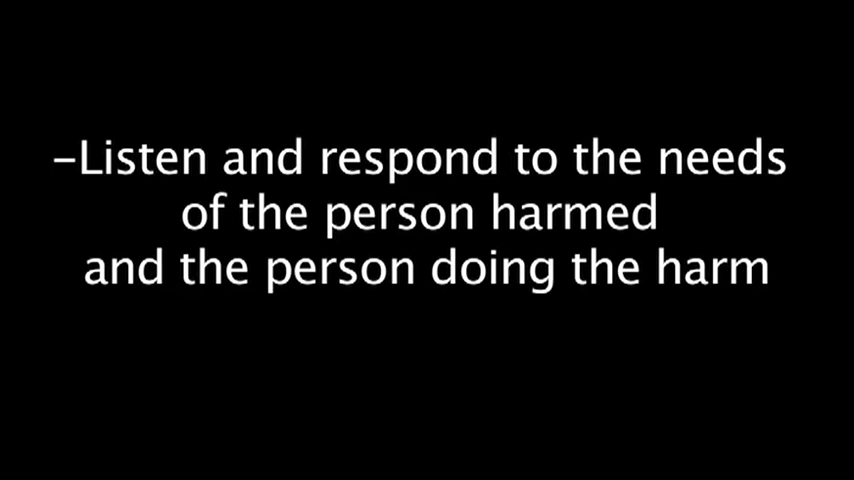 -Listen and respond to the needs
of the person harmed
and the person doing the harm